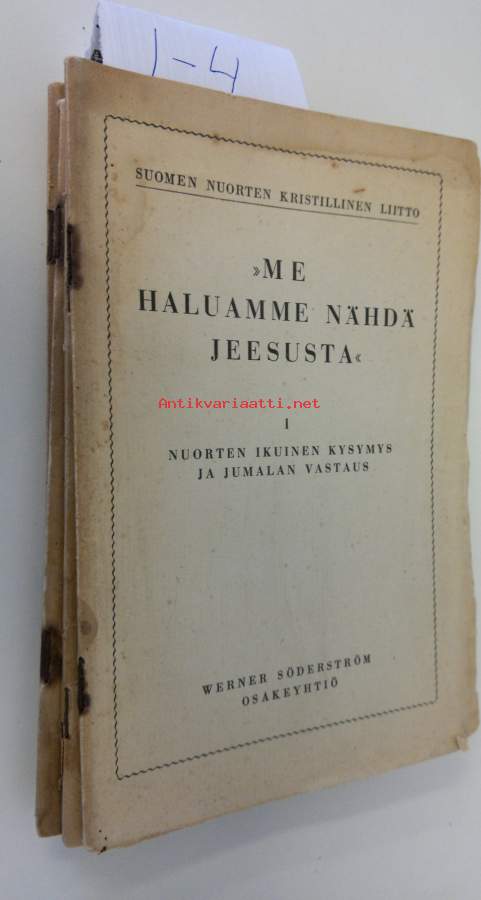 1-4
SUOMEN NUORTEN KRISTILLINEN LIITTO
»ME
HALUAMME NÄHDÄ
JEESUSTA«
Antikvariaatti.net
1
NUORTEN IKUINEN KYSYMYS
JA JUMALAN VASTAUS
WERNER SÖDERSTRÖM
OSAKEYHTIÖ